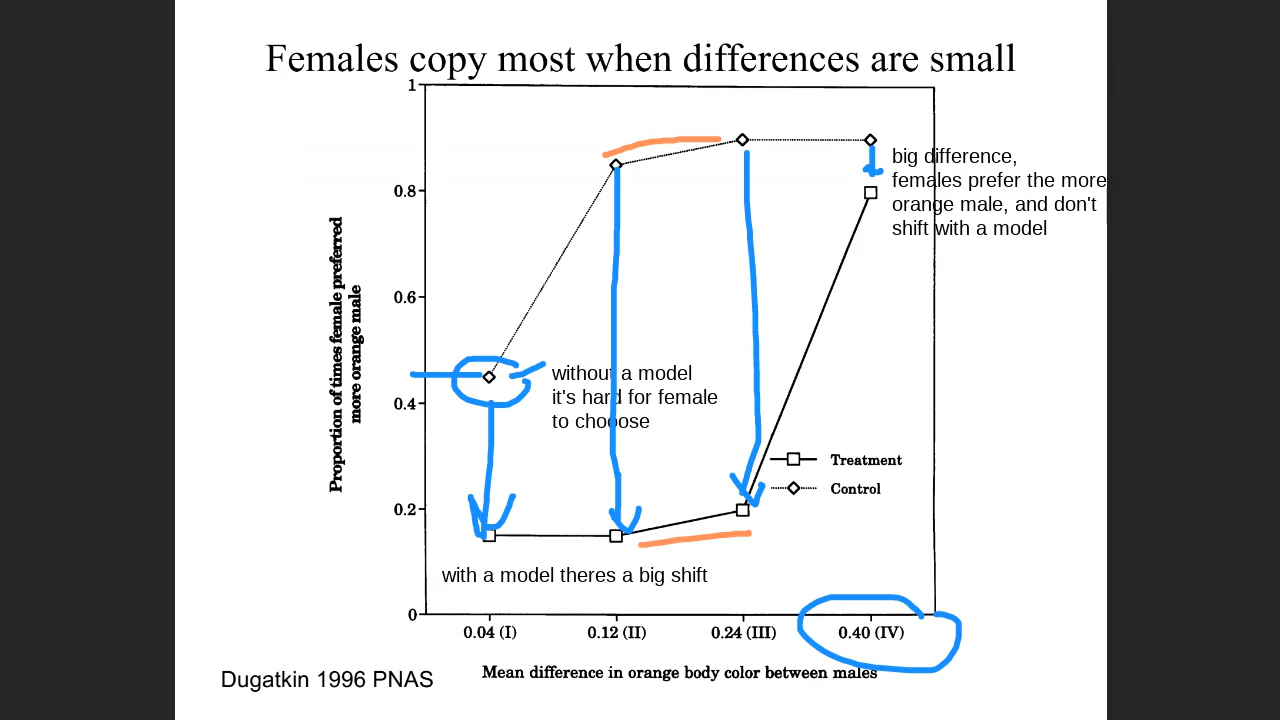 Females copy most when differences are small
Proportion of times female preferred
more orange male
1
0.8
0.6
0.4
0.2
0
big difference,
females prefer the more
orange male, and don't
shift with a model
without a model
it's hard for female
to chooose
Treatment
Control
with a model theres a big shift
0.04 (I)
0.12 (II)
0.24 (III)
0.40 (IV)
Mean difference in orange body color between males
Dugatkin 1996 PNAS